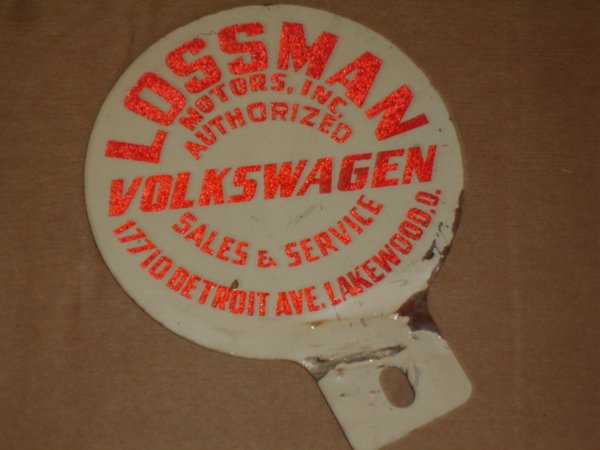 LOSSMAN
MOTORS, INC.
AUTHORIZED
VOLKSWAGEN
SALES & SERVICE
17710 DETROIT AVE. LAKEWOOD, O.